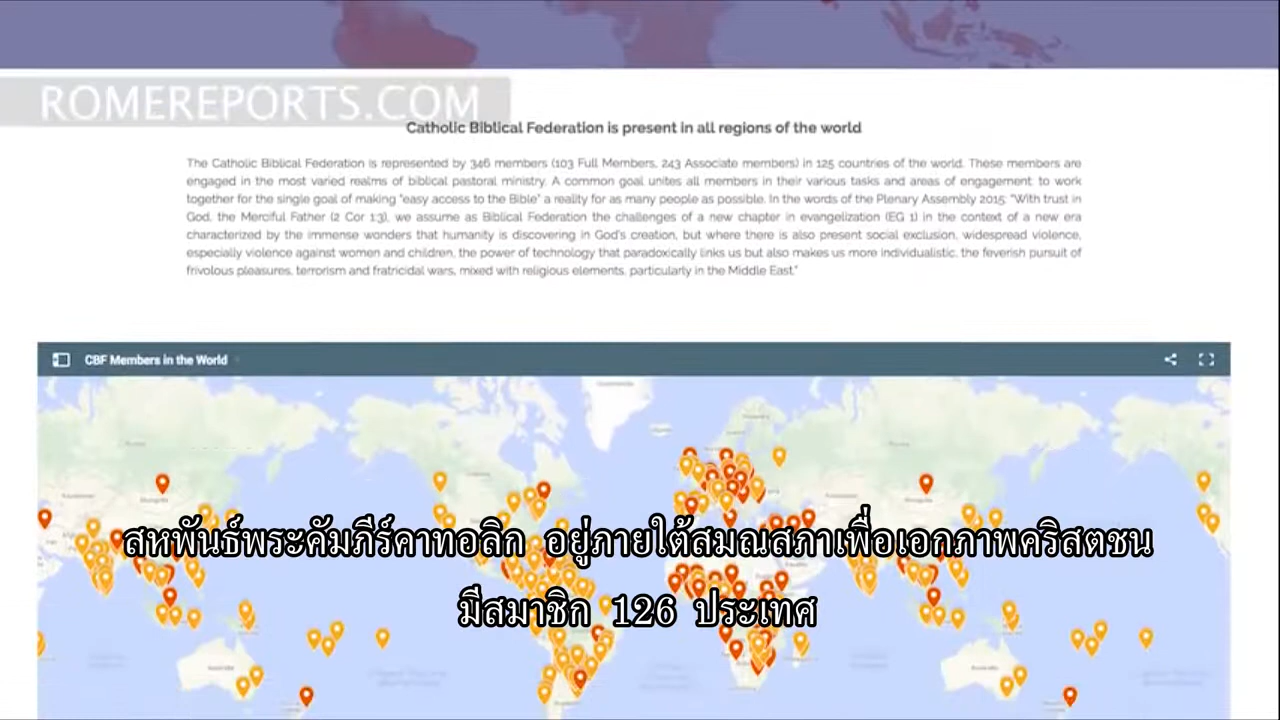 ROMEREPORTS.COM
Catholic Biblical Federation is present in all regions of the world
The Catholic Biblical Federation is represented by 346 members (103 Full Members, 243 Associate members) in 125 countries of the world. These members are
engaged in the most varied realms of biblical pastoral ministry. A common goal unites all members in their various tasks and areas of engagement: to work
together for the single goal of making "easy access to the Bible" a reality for as many people as possible. In the words of the Plenary Assembly 2015: "With trust in
God, the Merciful Father (2 Cor 1:3), we assume as Biblical Federation the challenges of a new chapter in evangelization (EG 1) in the context of a new era
characterized by the immense wonders that humanity is discovering in God's creation, but where there is also present social exclusion, widespread violence,
especially violence against women and children, the power of technology that paradoxically links us but also makes us more individualistic, the feverish pursuit of
frivolous pleasures, terrorism and fratricidal wars, mixed with religious elements, particularly in the Middle East."
CBF Members in the World
สหพันธ์พระคัมภีร์คาทอลิก อยู่ภายใต้สมณสภาเพื่อเอกภาพคริสตชน
มีสมาชิก 126 ประเทศ